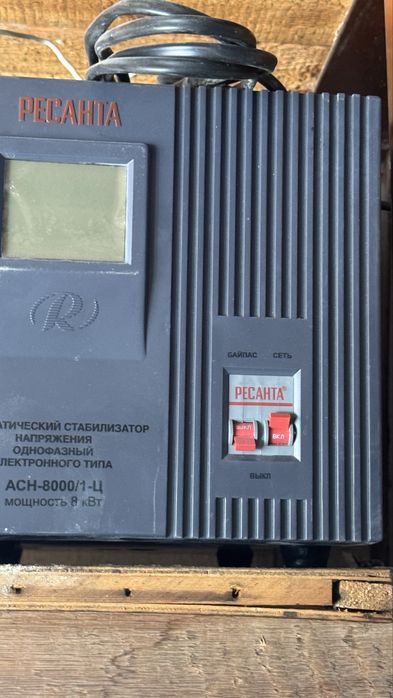 РЕСАНТА
БАЙПАС СЕТЬ
РЕСАНТА®
ВЫКЛ
ВКЛ
ВЫКЛ
АТИЧЕСКИЙ СТАБИЛИЗАТОР
НАПРЯЖЕНИЯ
ОДНОФАЗНЫЙ
ЛЕКТРОННОГО ТИПА
АСН-8000/1-Ц
МОЩНОСТЬ 8 кВт